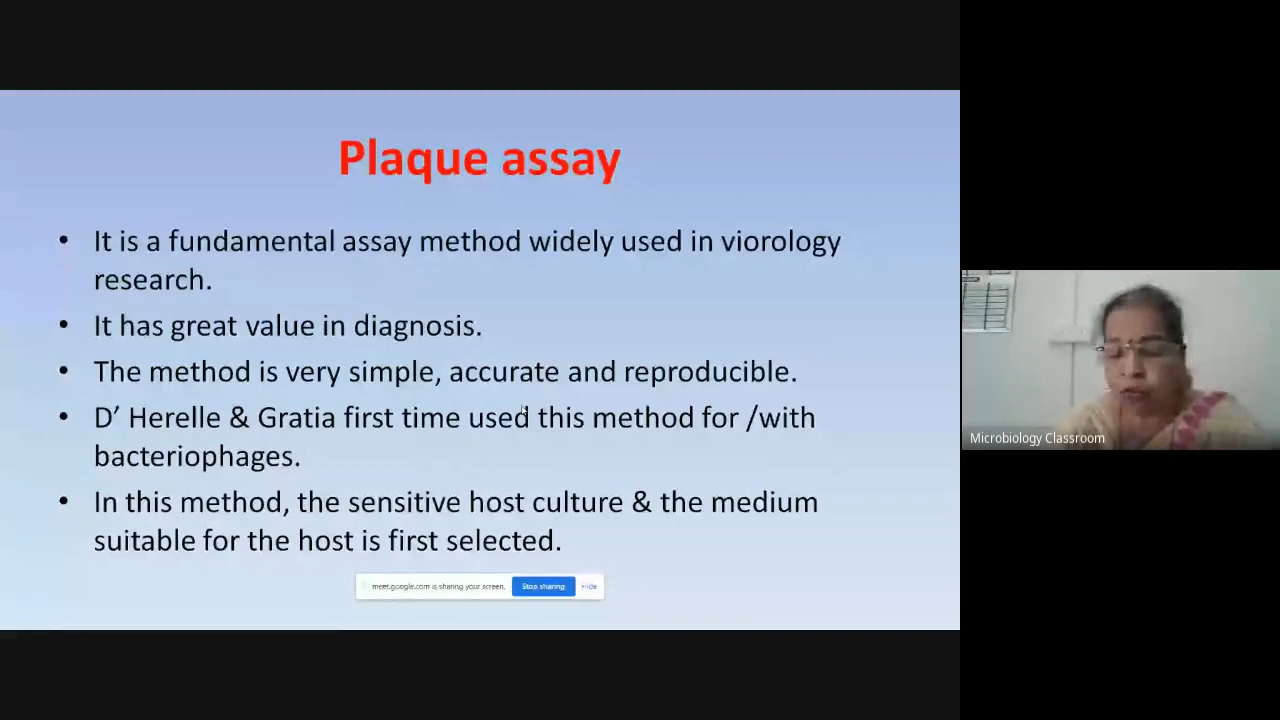 Plaque assay
• It is a fundamental assay method widely used in viorology
research.
• It has great value in diagnosis.
• The method is very simple, accurate and reproducible.
• D’ Herelle & Gratia first time used this method for /with
bacteriophages.
• In this method, the sensitive host culture & the medium
suitable for the host is first selected.
meet.google.com is sharing your screen. Stop sharing Hide
Microbiology Classroom